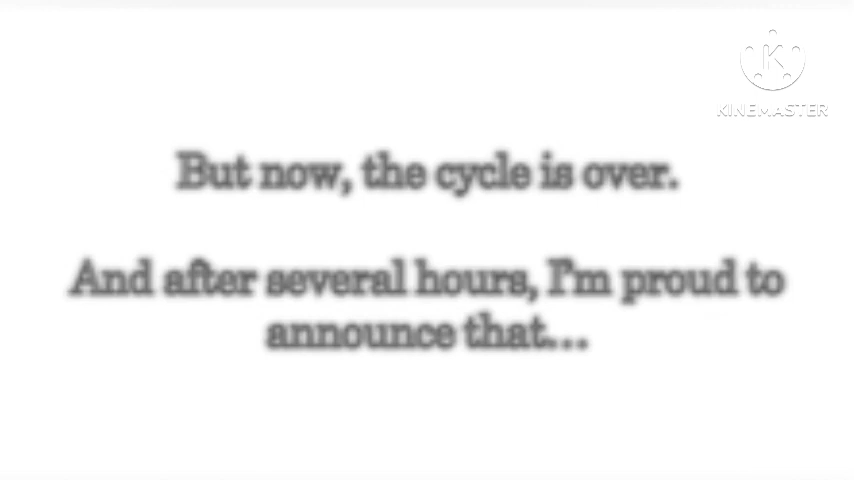 KINEMASTER
But now, the cycle is over.
And after several hours, I'm proud to
announce that...